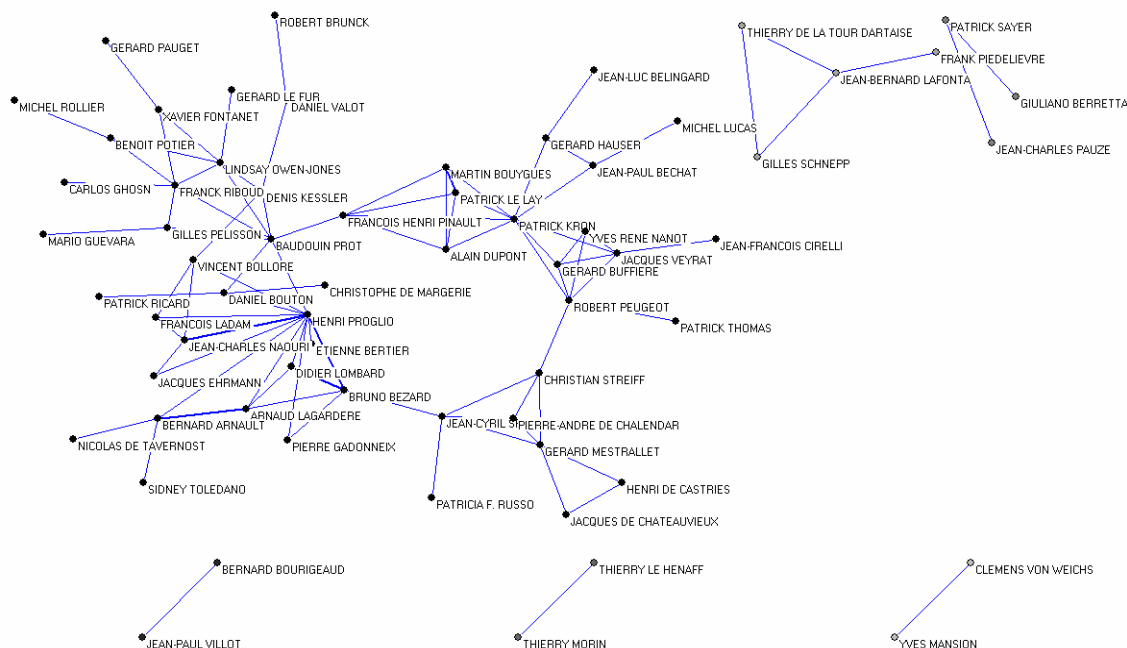 ROBERT BRUNCK
GERARD PAUGET
THIERRY DE LA TOUR DARTAISE
PATRICK SAYER
FRANK PIEDELIEVRE
JEAN-BERNARD LAFONTA
JEAN-LUC BELINGARD
GERARD LE FUR
MICHEL ROLLIER
DANIEL VALOT
GIULIANO BERRETTA
XAVIER FONTANET
MICHEL LUCAS
BENOIT POTIER
GERARD HAUSER
JEAN-CHARLES PAUZE
GILLES SCHNEPP
LINDSAY OWEN-JONES
MARTIN BOUYGUES
JEAN-PAUL BECHAT
CARLOS GHOSN
FRANCK RIBOUD
DENIS KESSLER
PATRICK LE LAY
FRANCOIS HENRI PINAULT
PATRICK KRON
MARIO GUEVARA
GILLES PELISSON
YVES RENE NANOT
BAUDOUIN PROT
JEAN-FRANCOIS CIRELLI
ALAIN DUPONT
JACQUES VEYRAT
VINCENT BOLLORE
GERARD BUFFIERE
CHRISTOPHE DE MARGERIE
PATRICK RICARD
DANIEL BOUTON
ROBERT PEUGEOT
FRANCOIS LADAM
HENRI PROGLIO
PATRICK THOMAS
JEAN-CHARLES NAOURI
ETIENNE BERTIER
DIDIER LOMBARD
JACQUES EHRMANN
CHRISTIAN STREIFF
BRUNO BEZARD
ARNAUD LAGARDERE
BERNARD ARNAULT
JEAN-CYRIL
PIERRE-ANDRE DE CHALENDAR
NICOLAS DE TAVERNOST
PIERRE GADONNEIX
GERARD MESTRALLET
SIDNEY TOLEDANO
HENRI DE CASTRIES
PATRICIA F. RUSSO
JACQUES DE CHATEAUVIEUX
BERNARD BOURIGEAUD
THIERRY LE HENAFF
CLEMENS VON WEICHS
JEAN-PAUL VILLOT
THIERRY MORIN
YVES MANSION